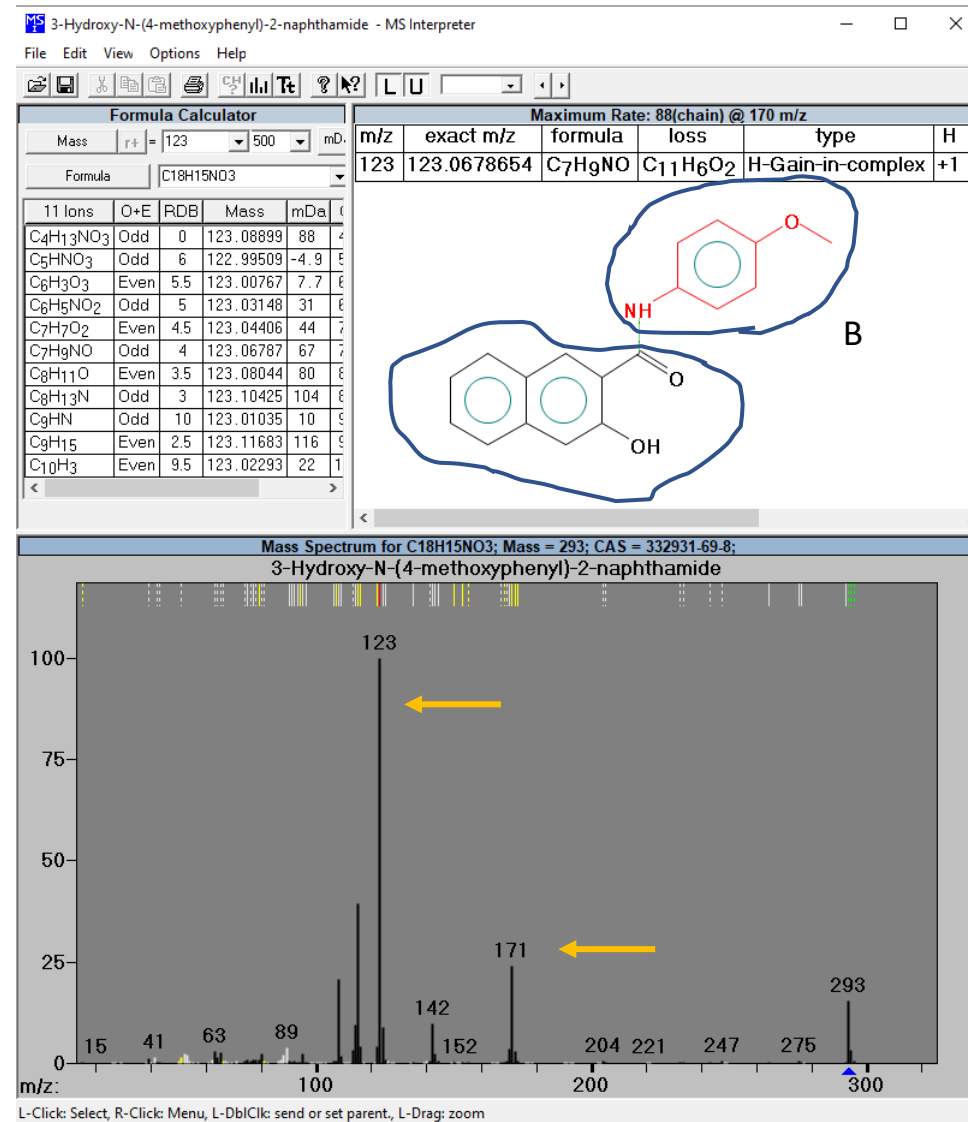 3-Hydroxy-N-(4-methoxyphenyl)-2-naphthamide - MS Interpreter
File Edit View Options Help
L U
Formula Calculator
Mass r+ = 123 500 mD
Formula C18H15NO3
11 Ions O+E RDB Mass mDa
C4H13NO3 Odd 0 123.08899 88
C5HNO3 Odd 6 122.99509 -4.9
C6H3O3 Even 5.5 123.00767 7.7
C6H5NO2 Odd 5 123.03148 31
C7H7O2 Even 4.5 123.04406 44
C7H9NO Odd 4 123.06787 67
C8H11O Even 3.5 123.08044 80
C8H13N Odd 3 123.10425 104
C9HN Odd 10 123.01035 10
C9H15 Even 2.5 123.11683 116
C10H3 Even 9.5 123.02293 22
Maximum Rate: 88(chain) @ 170 m/z
m/z exact m/z formula loss type H
123 123.0678654 C7H9NO C11H6O2 H-Gain-in-complex +1
O
NH
B
O
OH
Mass Spectrum for C18H15NO3; Mass = 293; CAS = 332931-69-8;
3-Hydroxy-N-(4-methoxyphenyl)-2-naphthamide
123
100
75
50
25
171
293
142
15 41 63 89 152 204 221 247 275
0
m/z: 100 200 300
L-Click: Select, R-Click: Menu, L-DblClk: send or set parent., L-Drag: zoom